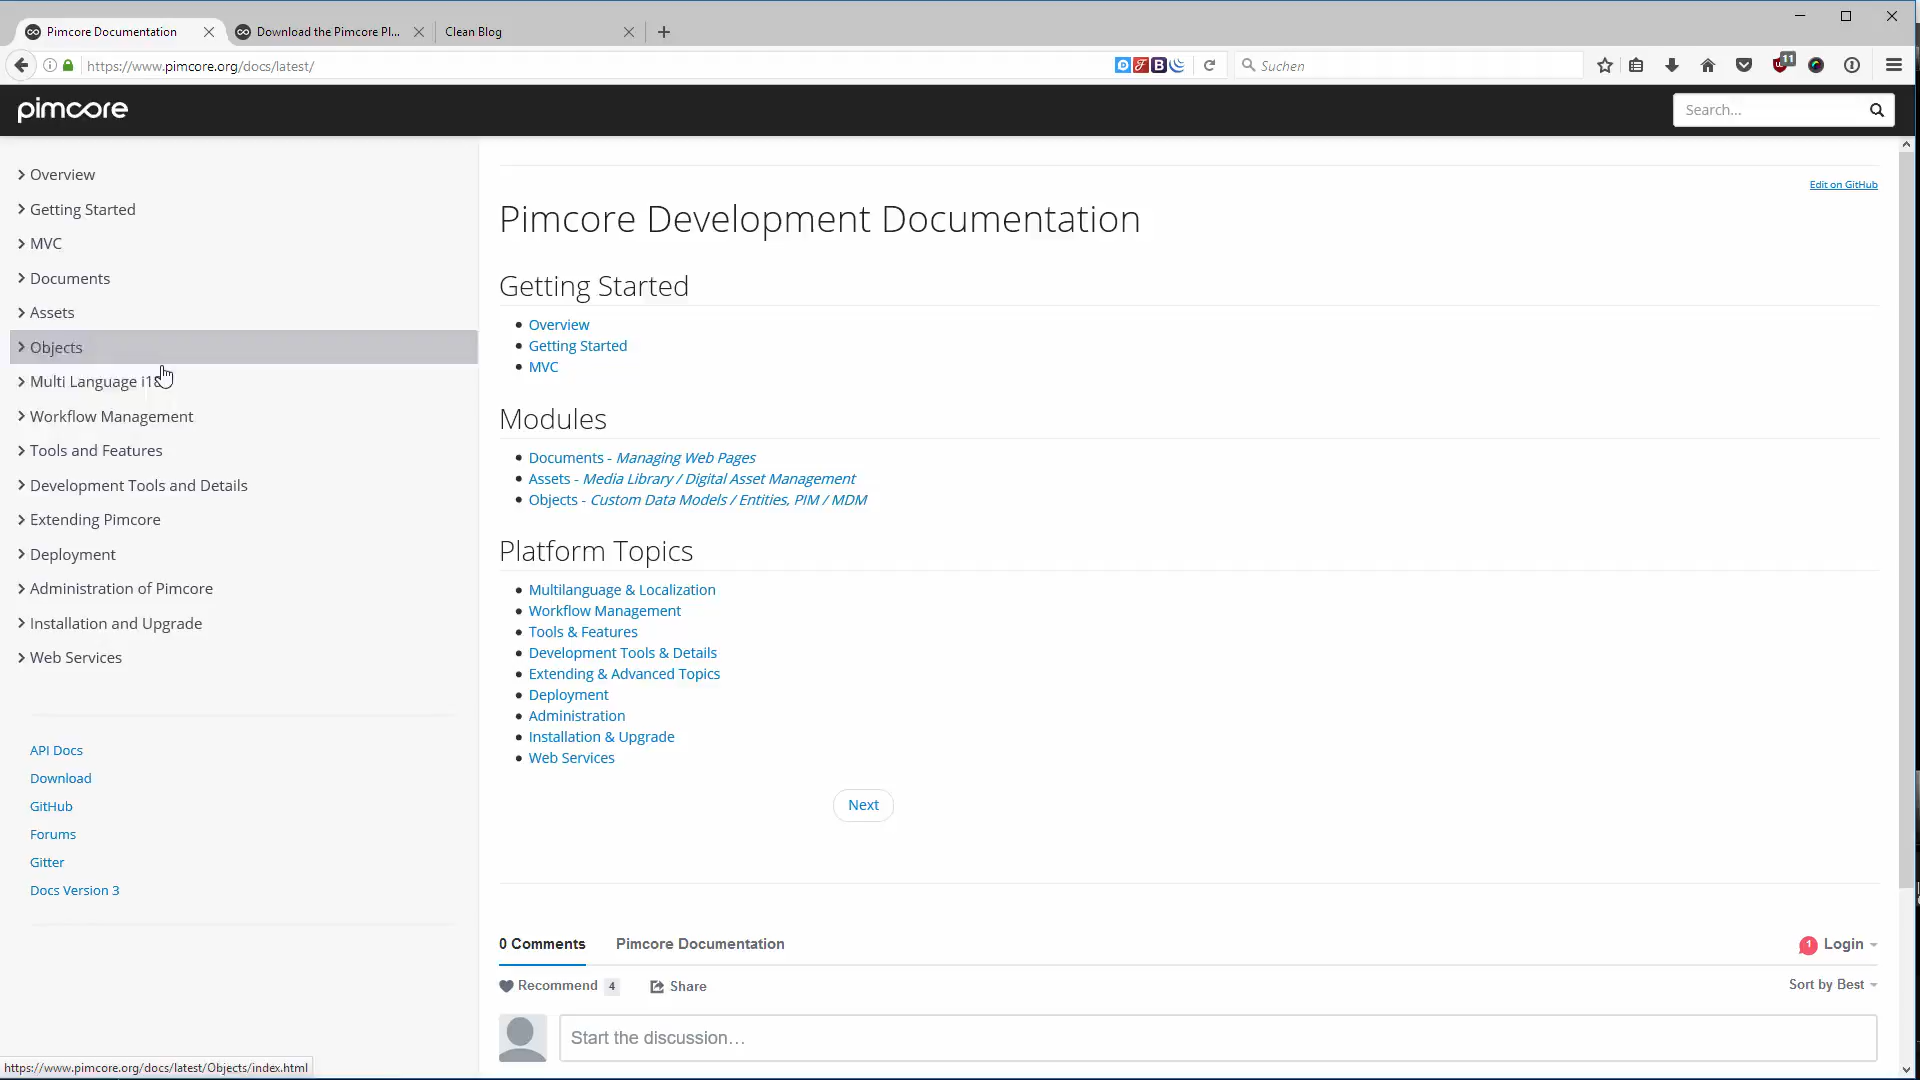 Pimcore Documentation
Download the Pimcore Pl...
Clean Blog
https://www.pimcore.org/docs/latest/
Suchen
11
pimcore
Search...
Overview
Getting Started
MVC
Documents
Assets
Objects
Multi Language i18
Workflow Management
Tools and Features
Development Tools and Details
Extending Pimcore
Deployment
Administration of Pimcore
Installation and Upgrade
Web Services
API Docs
Download
GitHub
Forums
Gitter
Docs Version 3
Edit on GitHub
Pimcore Development Documentation
Getting Started
Overview
Getting Started
MVC
Modules
Documents - Managing Web Pages
Assets - Media Library / Digital Asset Management
Objects - Custom Data Models / Entities, PIM / MDM
Platform Topics
Multilanguage & Localization
Workflow Management
Tools & Features
Development Tools & Details
Extending & Advanced Topics
Deployment
Administration
Installation & Upgrade
Web Services
Next
0 Comments Pimcore Documentation 1 Login
Recommend 4 Share Sort by Best
Start the discussion...
https://www.pimcore.org/docs/latest/Objects/index.html